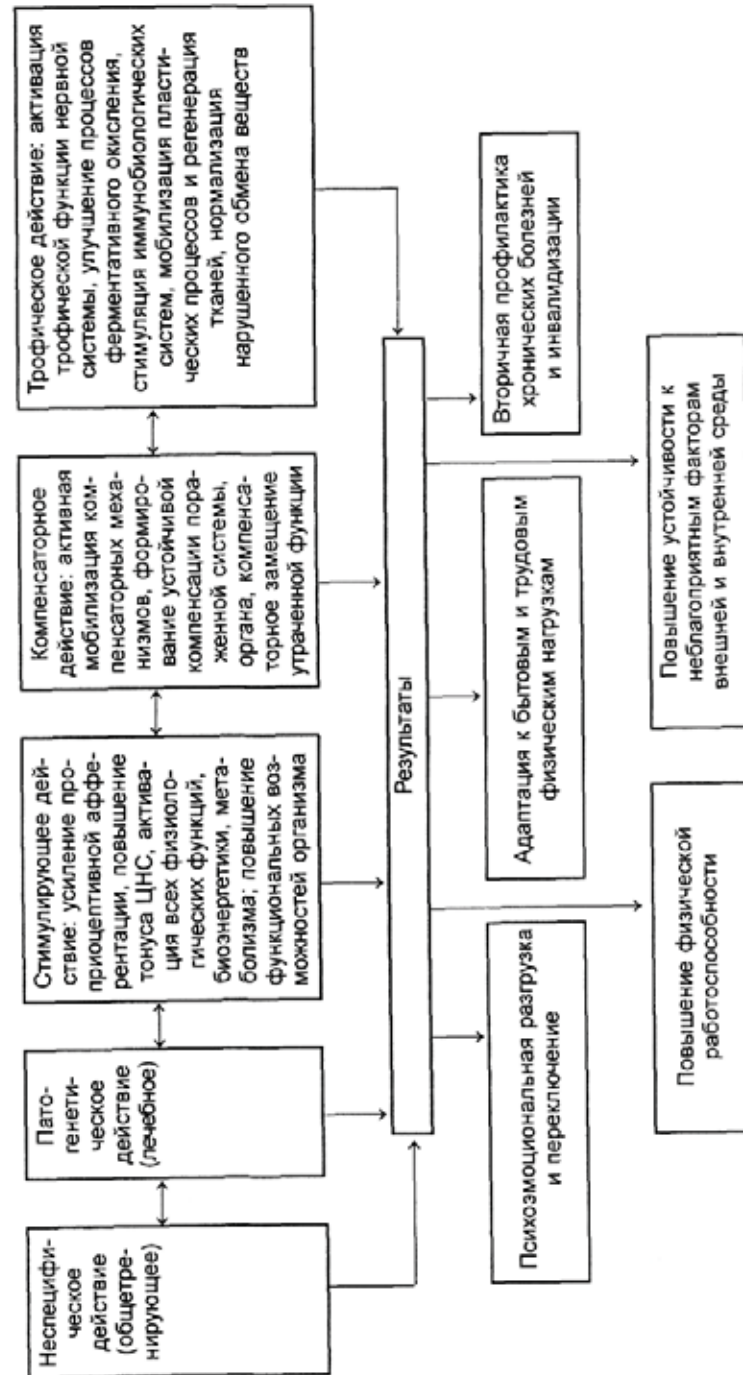 Неспецифи-
ческое
действие
(общетре-
нирующее)
Пато-
генети-
ческое
действие
(лечебное)
Стимулирующее дей-
ствие: усиление про-
приоцептивной аффе-
рентации, повышение
тонуса ЦНС, актива-
ция всех физиоло-
гических функций,
биоэнергетики, мета-
болизма; повышение
функциональных воз-
можностей организма
Компенсаторное
действие: активная
мобилизация ком-
пенсаторных меха-
низмов, формиро-
вание устойчивой
компенсации пора-
женной системы,
органа, компенса-
торное замещение
утраченной функции
Трофическое действие: активация
трофической функции нервной
системы, улучшение процессов
ферментативного окисления,
стимуляция иммунобиологических
систем, мобилизация пласти-
ческих процессов и регенерация
тканей, нормализация
нарушенного обмена веществ
Результаты
Психоэмоциональная разгрузка
и переключение
Адаптация к бытовым и трудовым
физическим нагрузкам
Вторичная профилактика
хронических болезней
и инвалидизации
Повышение физической
работоспособности
Повышение устойчивости к
неблагоприятным факторам
внешней и внутренней среды